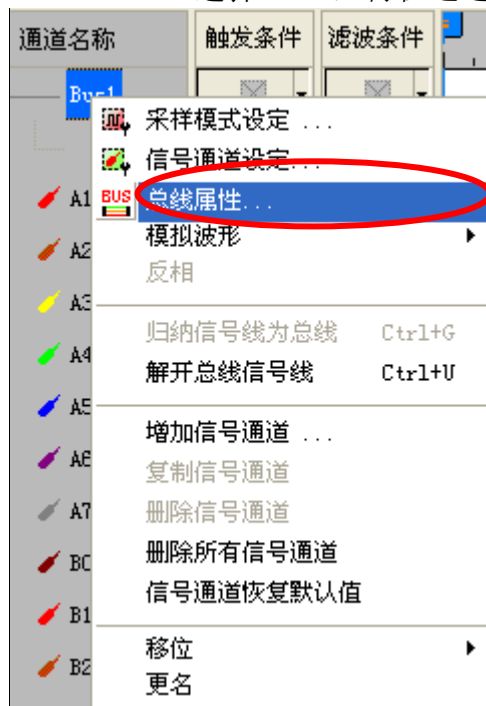 通道名称 触发条件 滤波条件
Bus1
采样模式设定 ...
信号通道设定...
A1 BUS 总线属性...
A2 模拟波形
反相
A3
归纳信号线为总线 Ctrl+G
A4 解开总线信号线 Ctrl+U
A5
增加信号通道 ...
A6 复制信号通道
A7 删除信号通道
B0 删除所有信号通道
信号通道恢复默认值
B1
移位
B2 更名